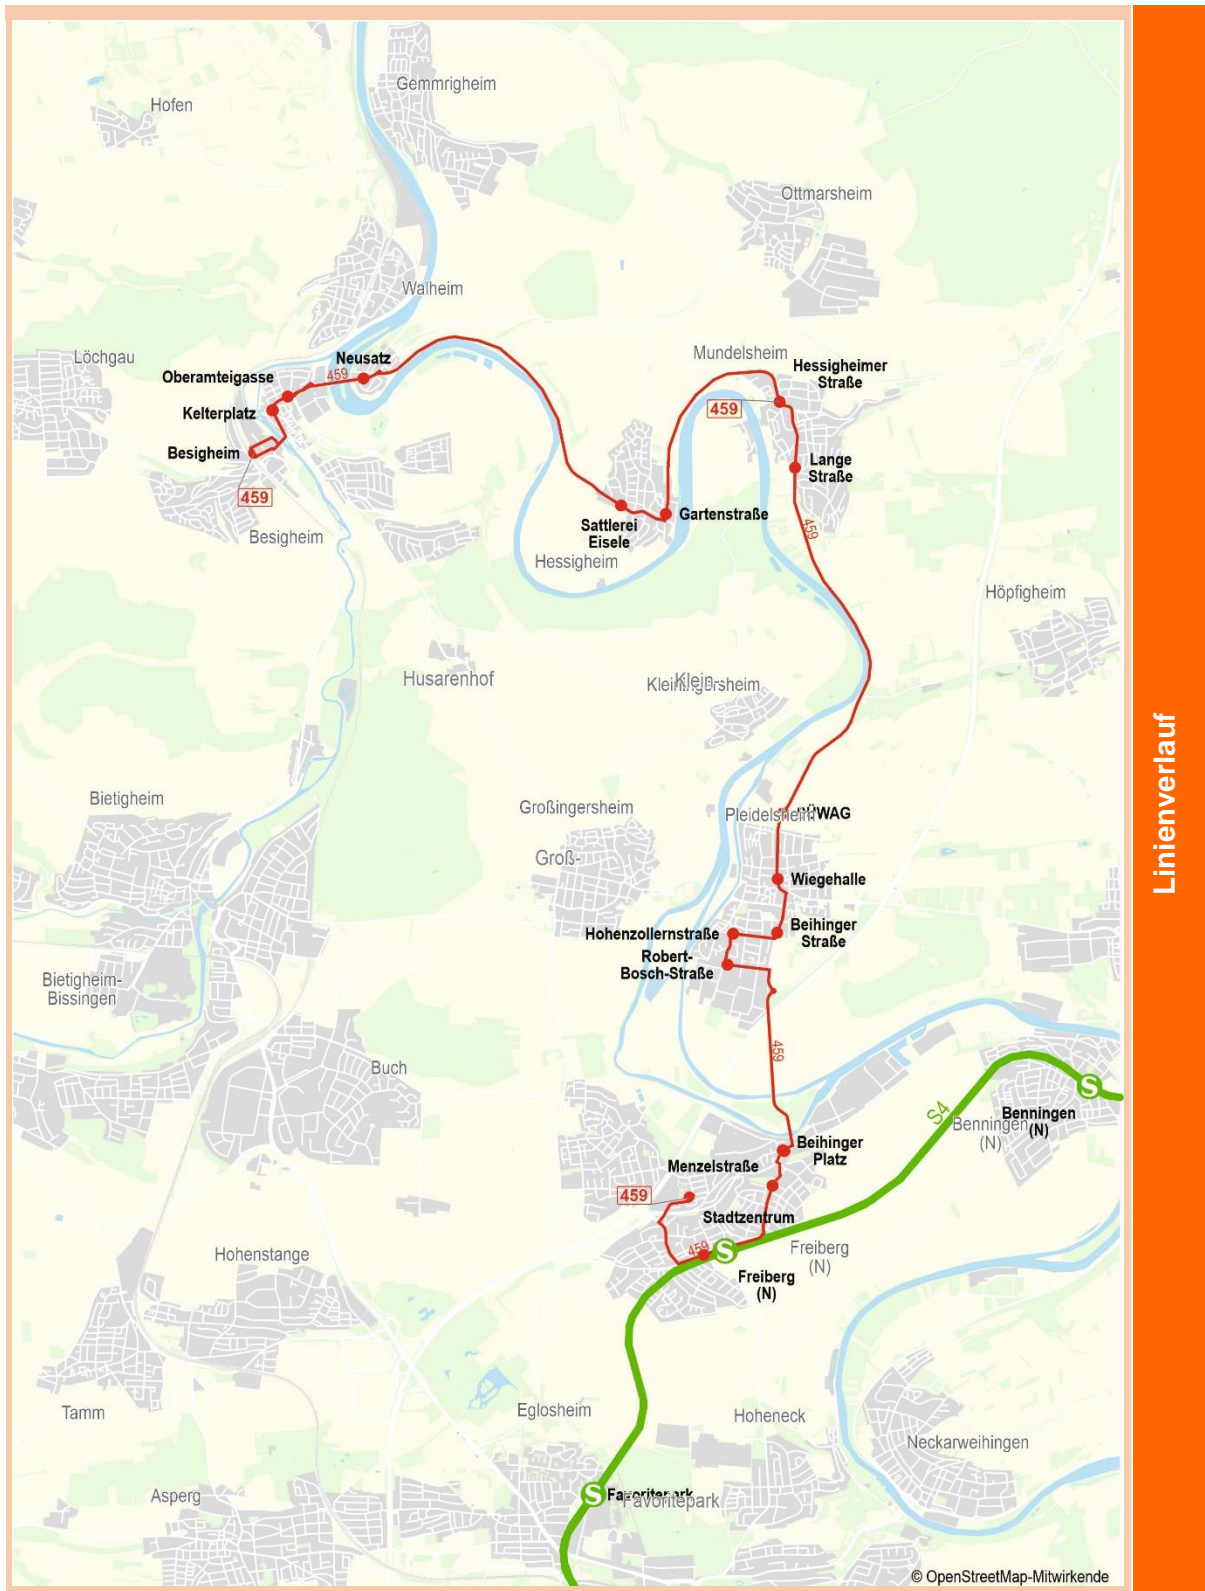 Gemmrigheim
Hofen
Ottmarsheim
Walheim
Löchgau
Neusatz
Mundelsheim
Hessigheimer
Straße
Oberamteigasse
459
Kelterplatz
459
Besigheim
Lange
Straße
459
Gartenstraße
Sattlerei
Eisele
459
Besigheim
Hessigheim
Höpfigheim
Husarenhof
Kleiningersheim
Klein-
Bietigheim
Großingersheim
Pleidelsheim
Groß-
Wiegehalle
Hohenzollernstraße
Beihinger
Straße
Robert-
Bosch-Straße
Bietigheim-
Bissingen
459
Buch
S
S4
Benningen
(N)
Benningen
(N)
Beihinger
Platz
Menzelstraße
459
Stadtzentrum
459
S
Freiberg
(N)
Freiberg
(N)
Hohenstange
Tamm
Eglosheim
Hoheneck
Neckarweihingen
Asperg
S
Favoritepark
Favoritepark
© OpenStreetMap-Mitwirkende
Linienverlauf